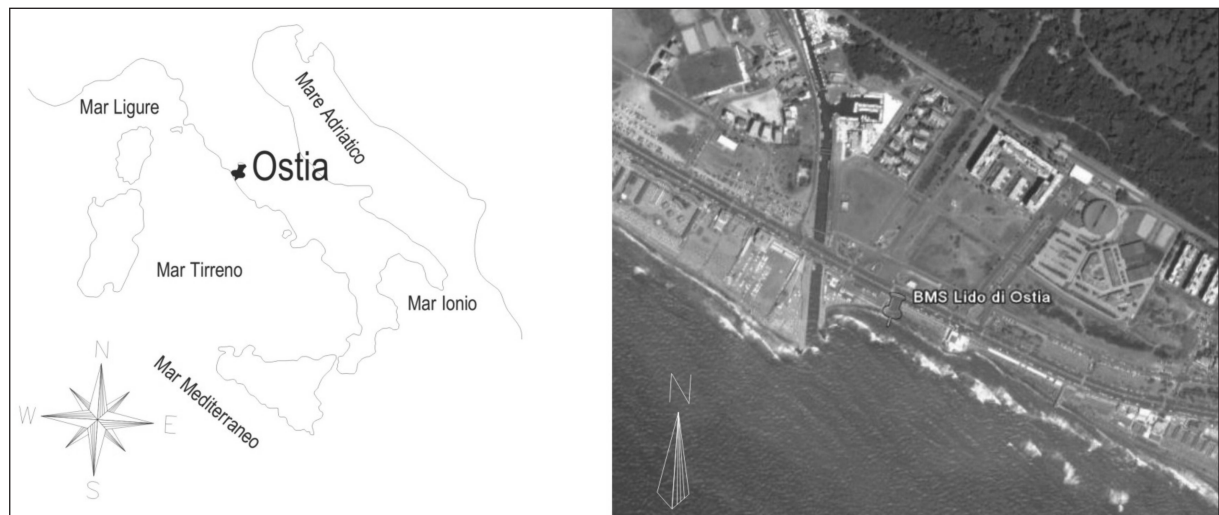 Mar Ligure
Mare Adriatico
Ostia
Mar Tirreno
Mar Ionio
Mar Mediterraneo
N
W
E
S
BMS Lido di Ostia
N